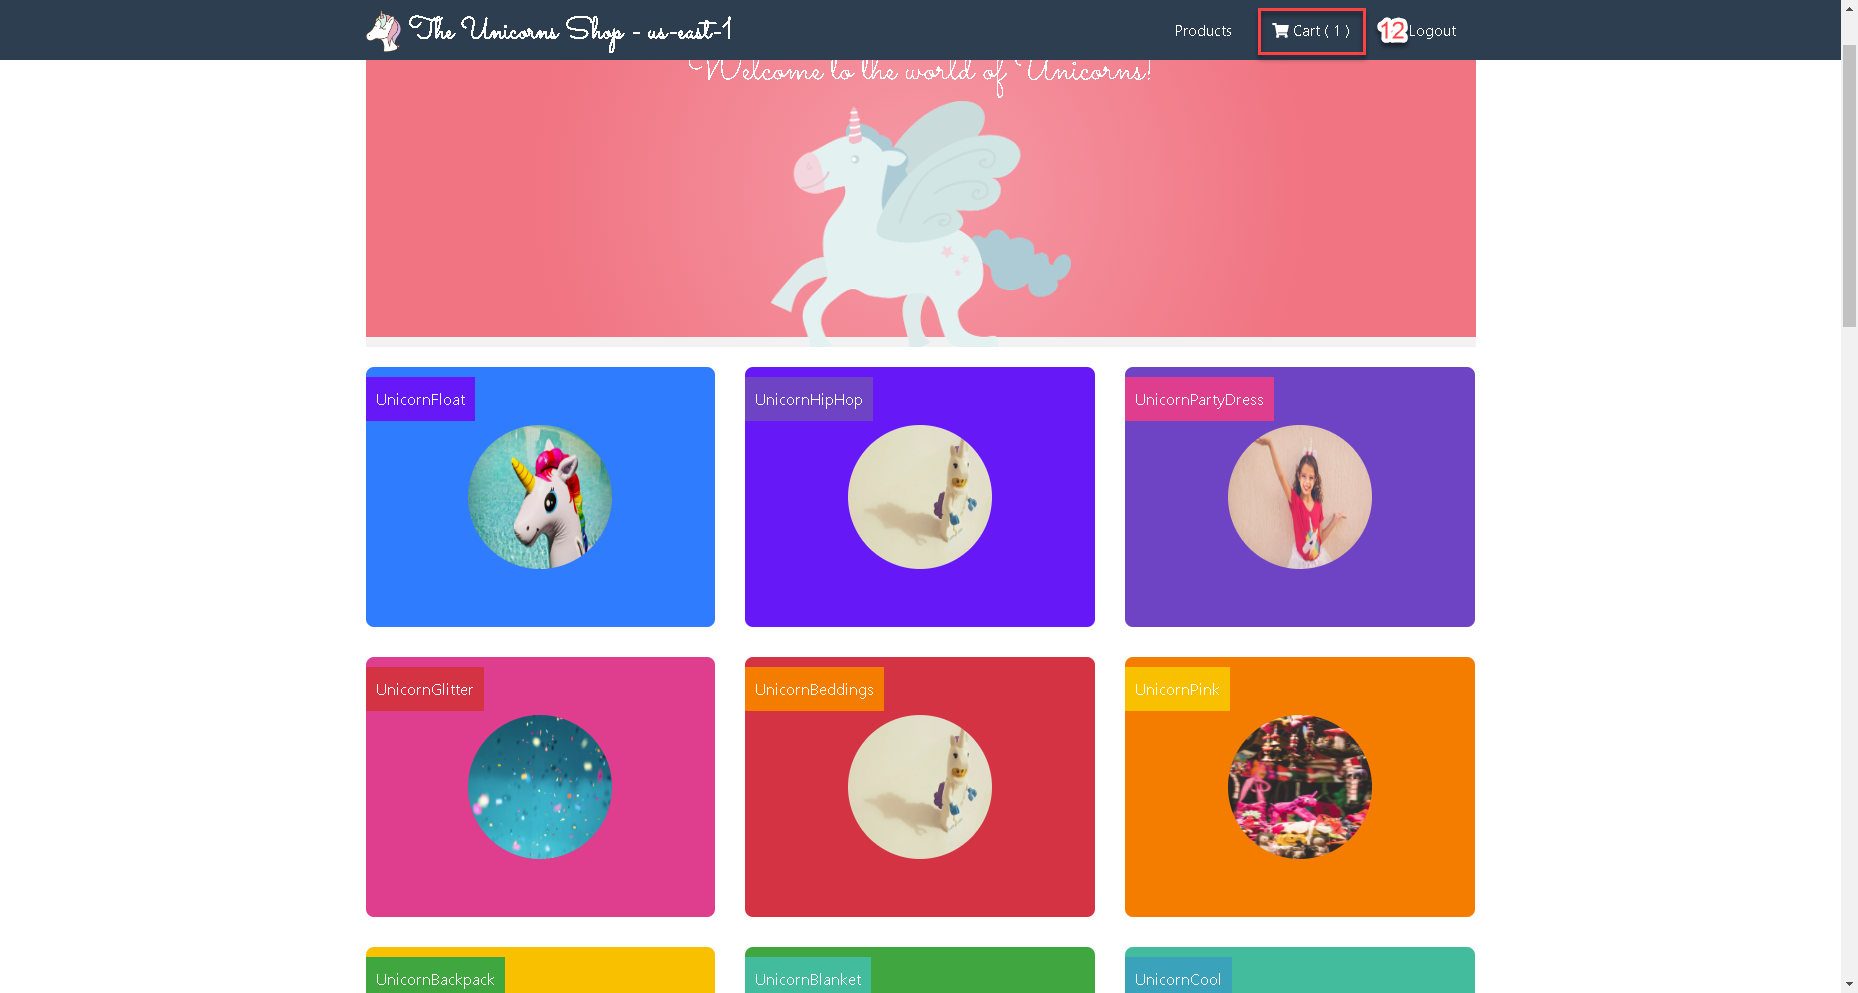 The Unicorns Shop - us-east-1
Products
Cart ( 1 )
12
Logout
Welcome to the world of Unicorns!
UnicornFloat
UnicornHipHop
UnicornPartyDress
UnicornGlitter
UnicornBeddings
UnicornPink
UnicornBackpack
UnicornBlanket
UnicornCool